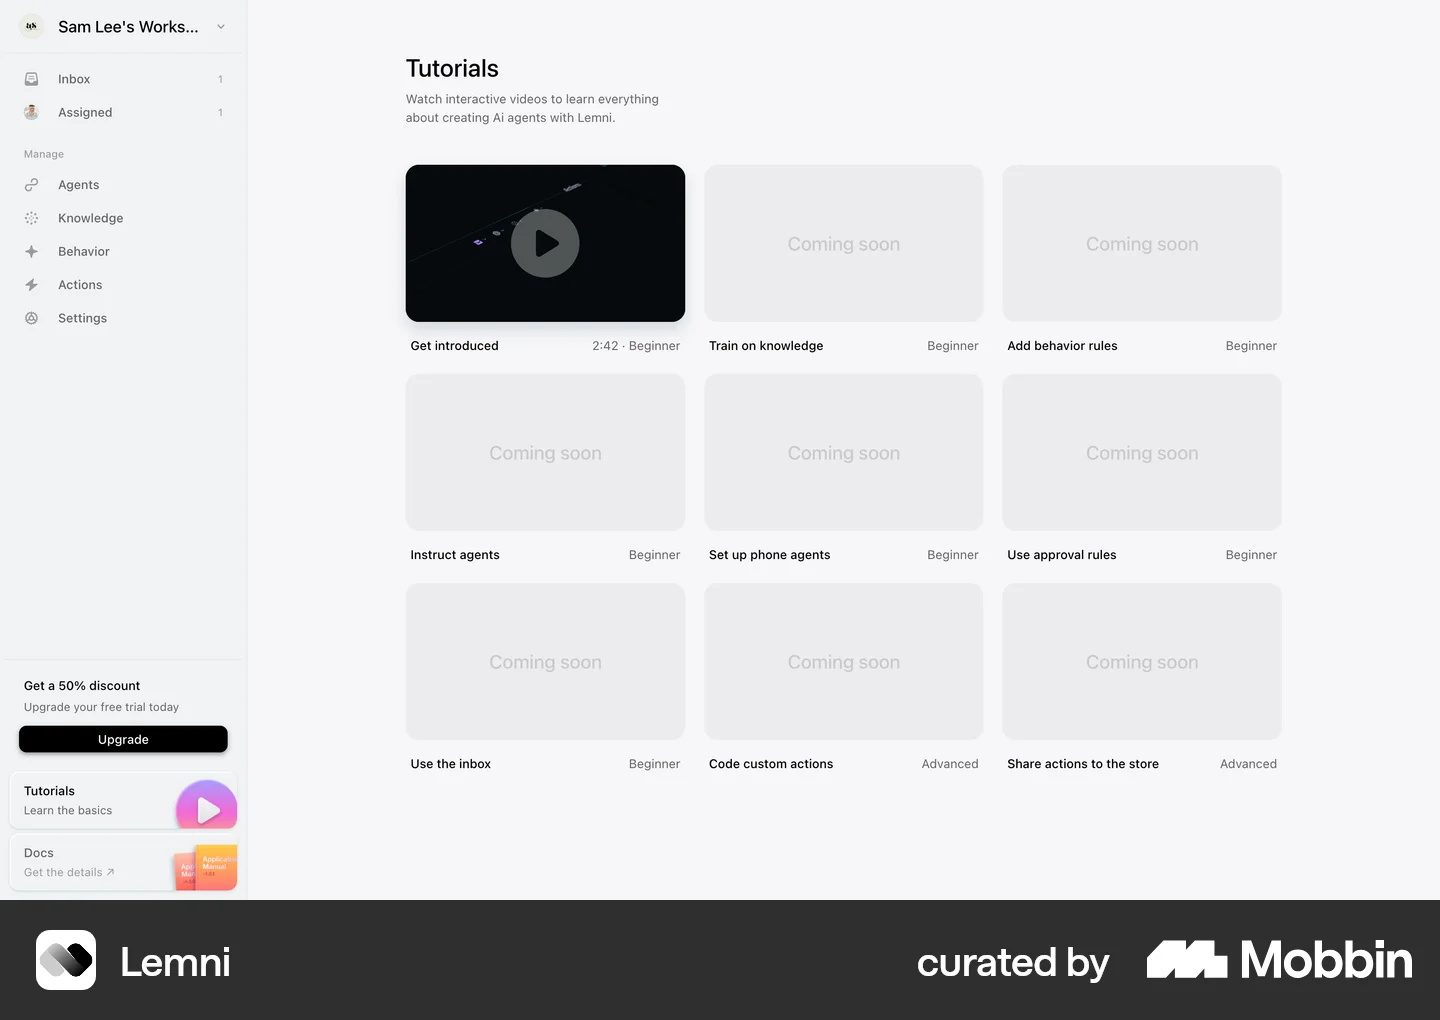 Sam Lee's Works...
Inbox 1
Assigned 1
Manage
Agents
Knowledge
Behavior
Actions
Settings
Get a 50% discount
Upgrade your free trial today
Upgrade
Tutorials
Learn the basics
Docs
Get the details ↗
Application
Manual
Tutorials
Watch interactive videos to learn everything
about creating Ai agents with Lemni.
Actions
Coming soon
Coming soon
Get introduced 2:42 · Beginner
Train on knowledge Beginner
Add behavior rules Beginner
Coming soon
Coming soon
Coming soon
Instruct agents Beginner
Set up phone agents Beginner
Use approval rules Beginner
Coming soon
Coming soon
Coming soon
Use the inbox Beginner
Code custom actions Advanced
Share actions to the store Advanced
Lemni
curated by Mobbin